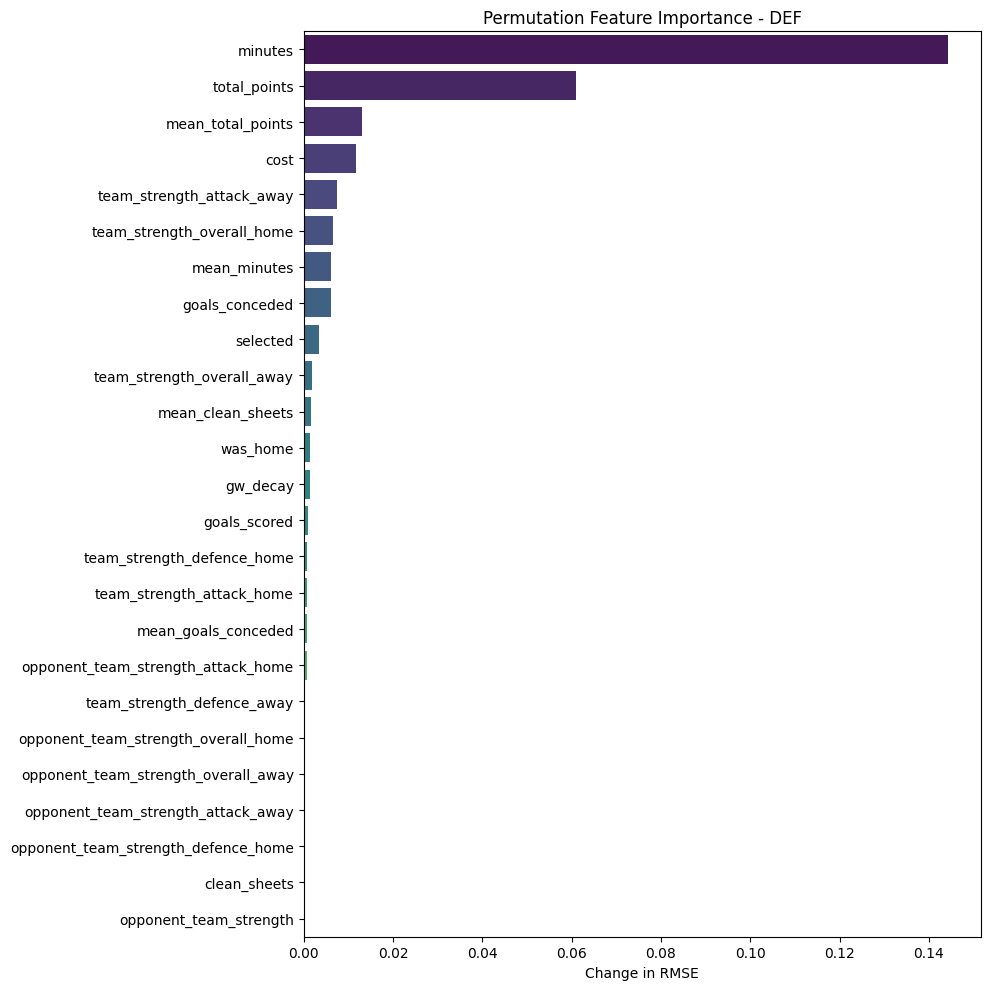 Permutation Feature Importance - DEF
minutes
total_points
mean_total_points
cost
team_strength_attack_away
team_strength_overall_home
mean_minutes
goals_conceded
selected
team_strength_overall_away
mean_clean_sheets
was_home
gw_decay
goals_scored
team_strength_defence_home
team_strength_attack_home
mean_goals_conceded
opponent_team_strength_attack_home
team_strength_defence_away
opponent_team_strength_overall_home
opponent_team_strength_overall_away
opponent_team_strength_attack_away
opponent_team_strength_defence_home
clean_sheets
opponent_team_strength
0.00 0.02 0.04 0.06 0.08 0.10 0.12 0.14
Change in RMSE